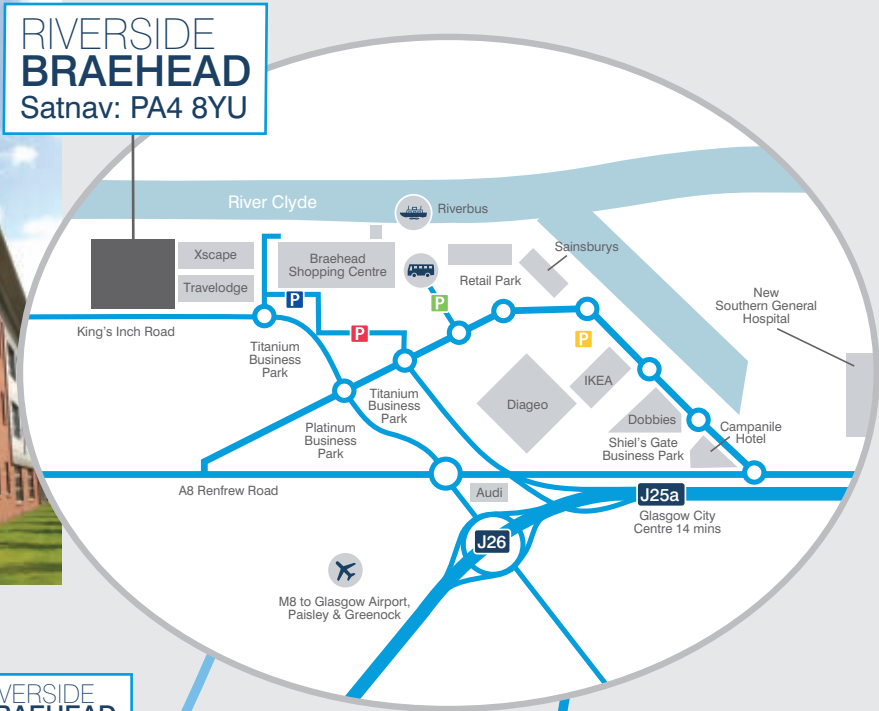 RIVERSIDE
BRAEHEAD
Satnav: PA4 8YU
River Clyde
Riverbus
Xscape
Travelodge
Braehead
Shopping Centre
Sainsburys
Retail Park
New
Southern General
Hospital
P
P
P
P
King's Inch Road
Titanium
Business
Park
Titanium
Business
Park
Platinum
Business
Park
Diageo
IKEA
Dobbies
Shiel's Gate
Business Park
Campanile
Hotel
A8 Renfrew Road
Audi
J25a
Glasgow City
Centre 14 mins
J26
M8 to Glasgow Airport,
Paisley & Greenock
VERSIDE